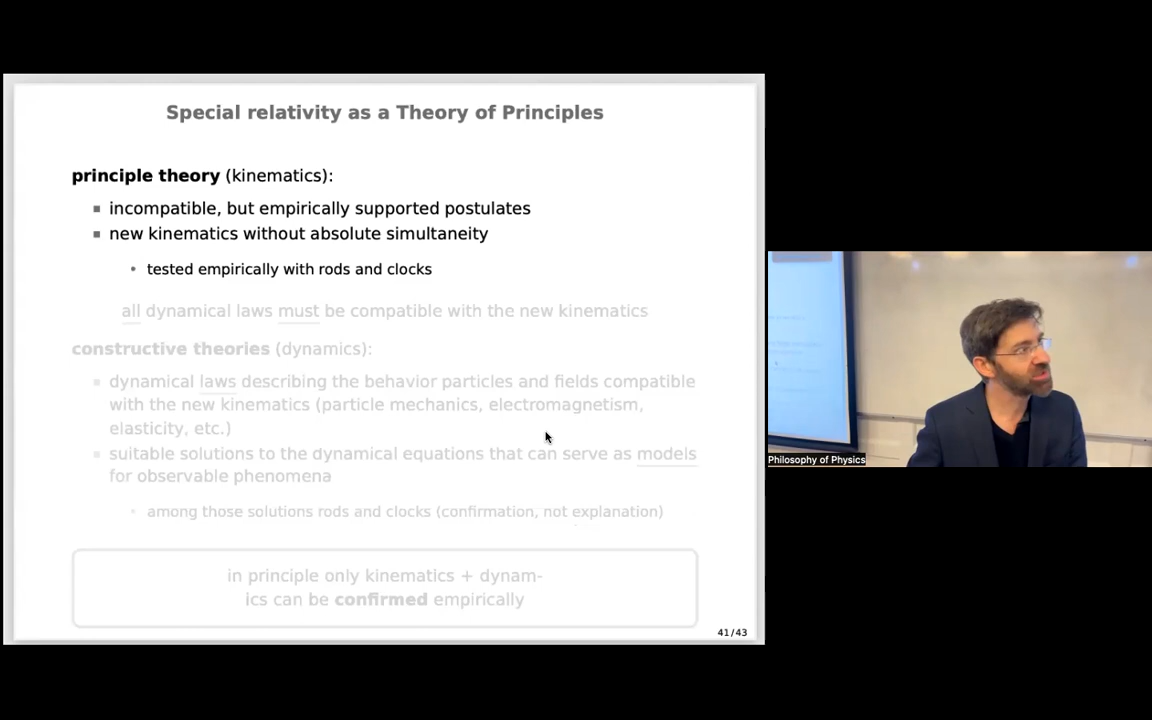 Special relativity as a Theory of Principles
principle theory (kinematics):
▪ incompatible, but empirically supported postulates
▪ new kinematics without absolute simultaneity
• tested empirically with rods and clocks
all dynamical laws must be compatible with the new kinematics
constructive theories (dynamics):
▪ dynamical laws describing the behavior particles and fields compatible
with the new kinematics (particle mechanics, electromagnetism,
elasticity, etc.)
▪ suitable solutions to the dynamical equations that can serve as models
for observable phenomena
• among those solutions rods and clocks (confirmation, not explanation)
in principle only kinematics + dynam-
ics can be confirmed empirically
41/43
Philosophy of Physics